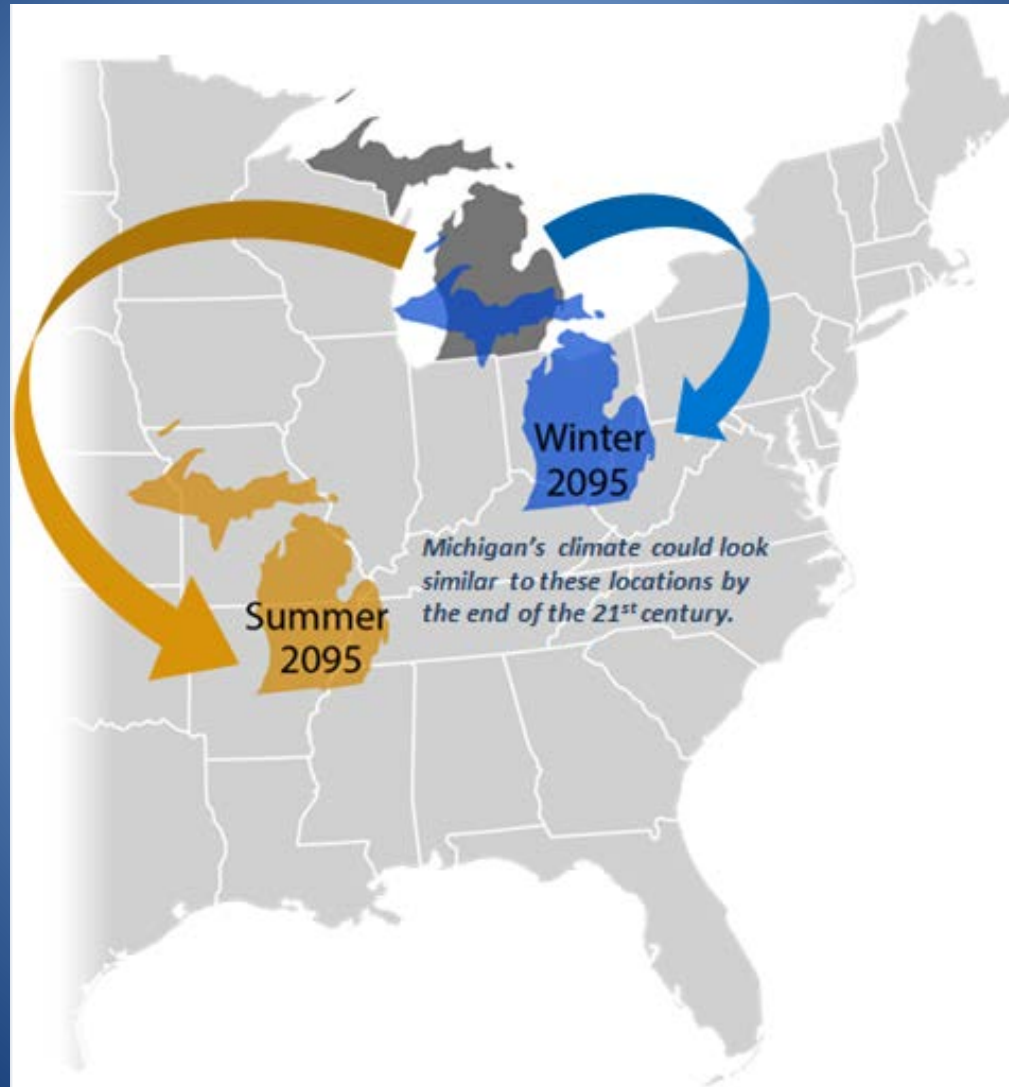 Winter
2095
Michigan's climate could look
similar to these locations by
the end of the 21st century.
Summer
2095